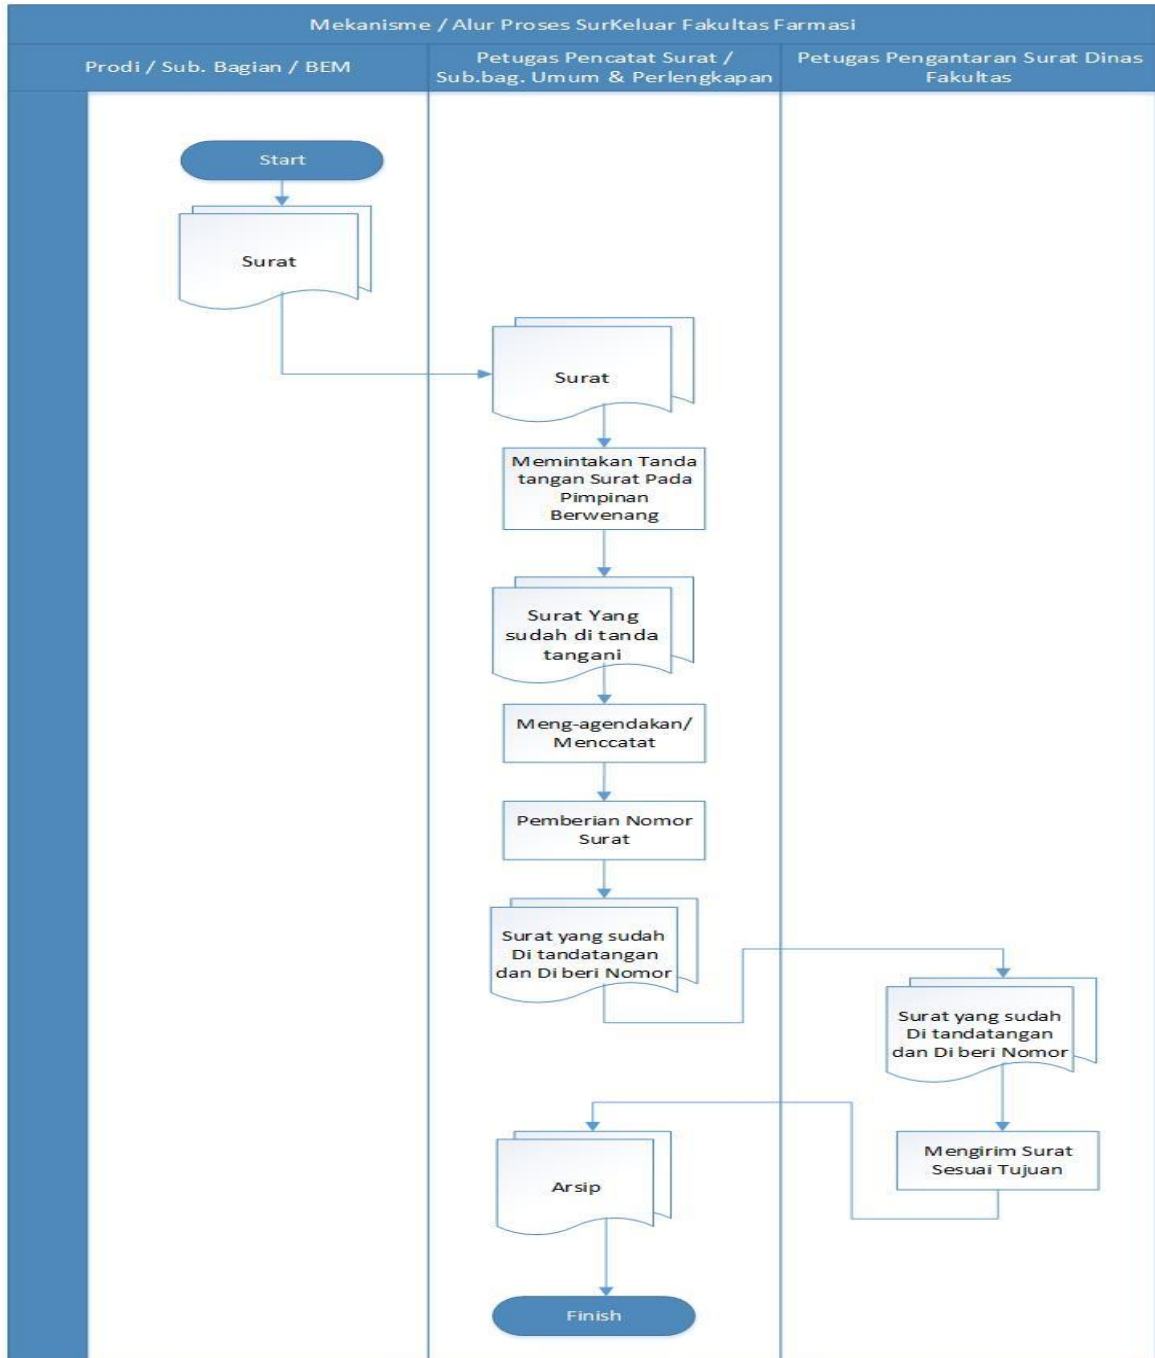 Mekanisme / Alur Proses SurKeluar Fakultas Farmasi
Prodi / Sub. Bagian / BEM
Petugas Pencatat Surat /
Sub.bag. Umum & Perlengkapan
Petugas Pengantaran Surat Dinas
Fakultas
Start
Surat
Surat
Memintakan Tanda
tangan Surat Pada
Pimpinan
Berwenang
Surat Yang
sudah di tanda
tangani
Meng-agendakan/
Menccatat
Pemberian Nomor
Surat
Surat yang sudah
Di tandatangan
dan Di beri Nomor
Surat yang sudah
Di tandatangan
dan Di beri Nomor
Mengirim Surat
Sesuai Tujuan
Arsip
Finish